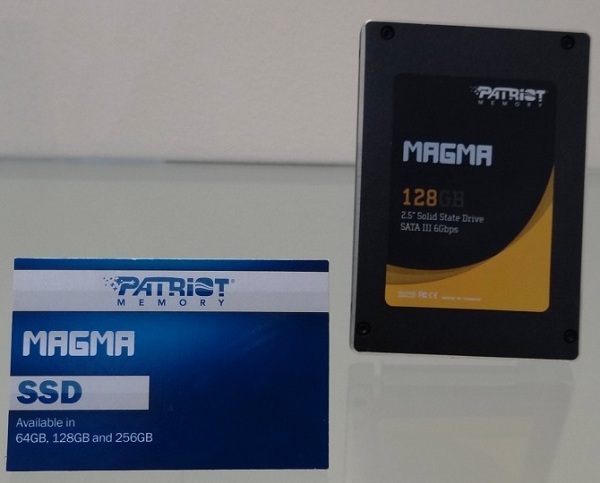 PATRIOT
MEMORY
MAGMA
128GB
2.5" Solid State Drive
SATA III 6Gbps
PATRIOT
MEMORY
MAGMA
SSD
Available in
64GB, 128GB and 256GB